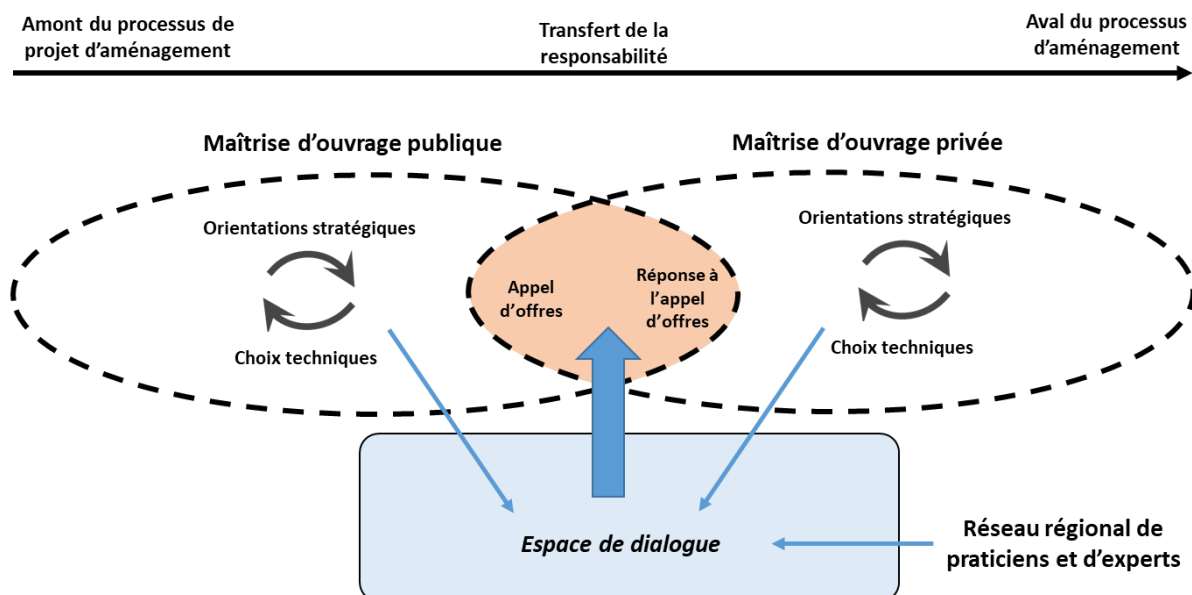 Amont du processus de
projet d’aménagement
Transfert de la
responsabilité
Aval du processus
d’aménagement
Maîtrise d’ouvrage publique
Maîtrise d’ouvrage privée
Orientations stratégiques
Choix techniques
Appel
d’offres
Réponse à
l’appel
d’offres
Orientations stratégiques
Choix techniques
Espace de dialogue
Réseau régional de
praticiens et d’experts